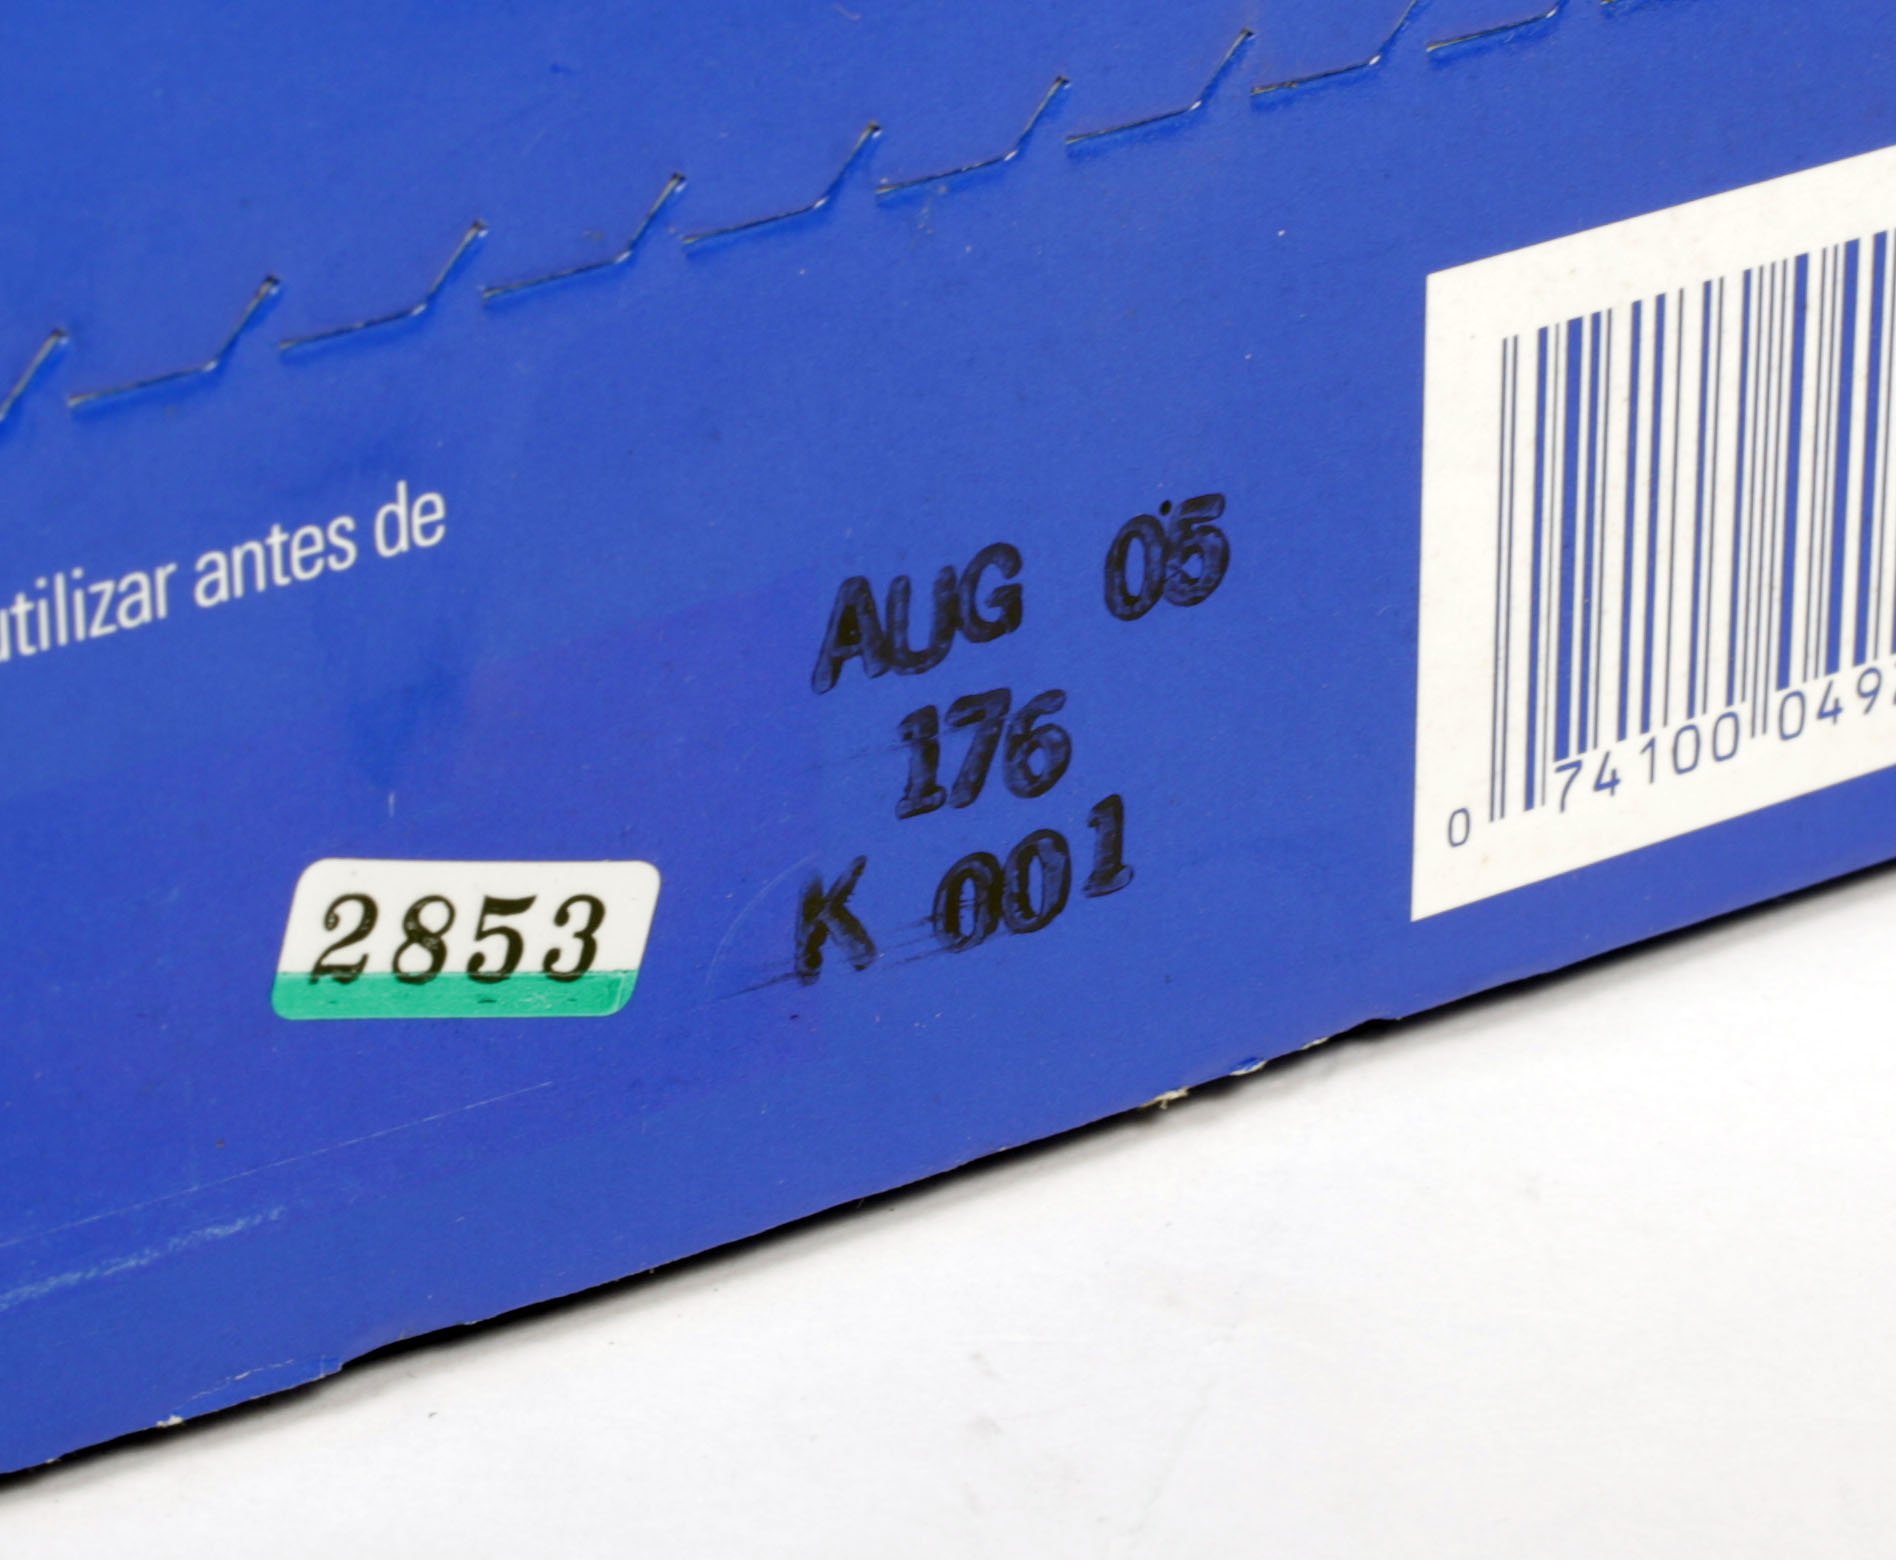 utilizar antes de
AUG 05
176
K 001
2853
0 74100 049